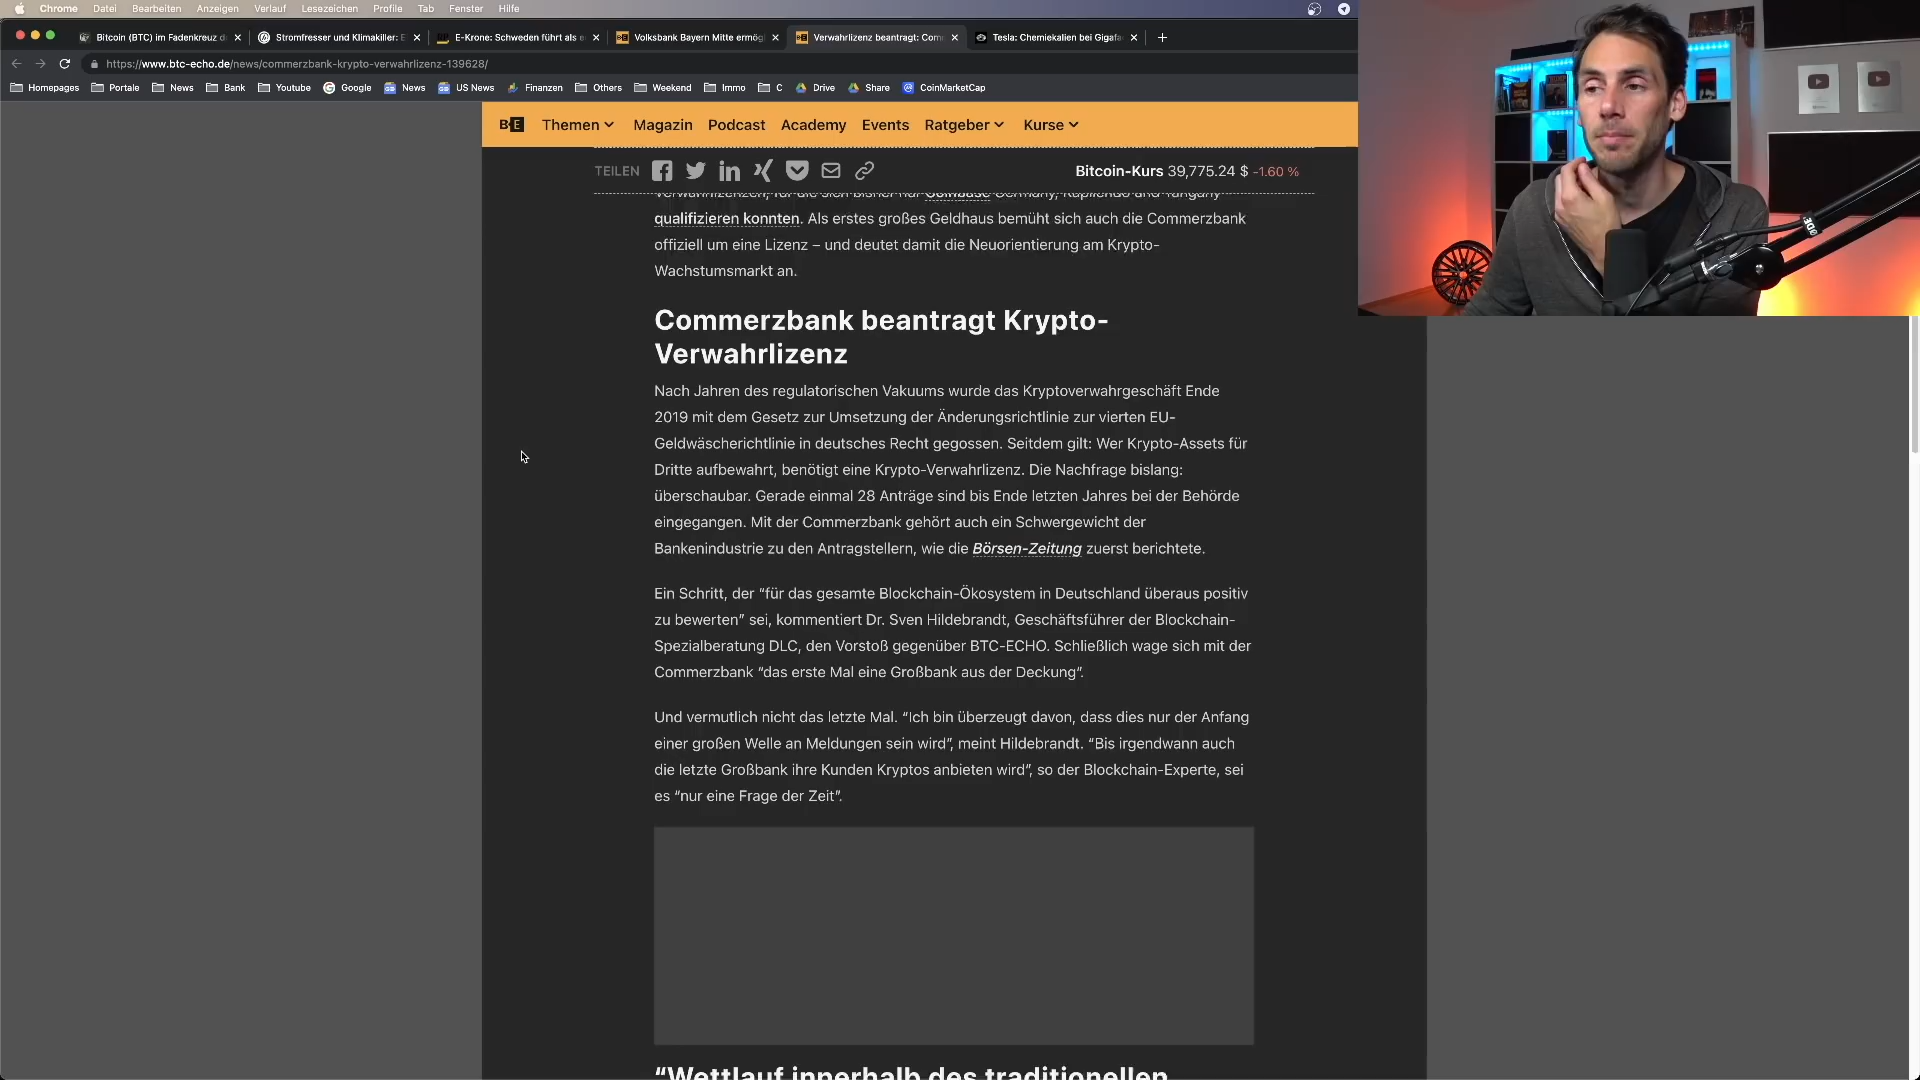 Chrome Datei Bearbeiten Anzeigen Verlauf Lesezeichen Profile Tab Fenster Hilfe
Bitcoin (BTC) im Fadenkreuz d Stromfresser und Klimakiller: E E-Krone: Schweden führt als e Volksbank Bayern Mitte ermög Verwahrlizenz beantragt: Com Tesla: Chemiekalien bei Gigafa
https://www.btc-echo.de/news/commerzbank-krypto-verwahrlizenz-139628/
Homepages Portale News Bank Youtube Google News US News Finanzen Others Weekend Immo C Drive Share CoinMarketCap
B-E Themen Magazin Podcast Academy Events Ratgeber Kurse
TEILEN Bitcoin-Kurs 39,775.24 $ -1.60 %
qualifizieren konnten. Als erstes großes Geldhaus bemüht sich auch die Commerzbank
offiziell um eine Lizenz – und deutet damit die Neuorientierung am Krypto-
Wachstumsmarkt an.
Commerzbank beantragt Krypto-
Verwahrlizenz
Nach Jahren des regulatorischen Vakuums wurde das Kryptoverwahrgeschäft Ende
2019 mit dem Gesetz zur Umsetzung der Änderungsrichtlinie zur vierten EU-
Geldwäscherichtlinie in deutsches Recht gegossen. Seitdem gilt: Wer Krypto-Assets für
Dritte aufbewahrt, benötigt eine Krypto-Verwahrlizenz. Die Nachfrage bislang:
überschaubar. Gerade einmal 28 Anträge sind bis Ende letzten Jahres bei der Behörde
eingegangen. Mit der Commerzbank gehört auch ein Schwergewicht der
Bankenindustrie zu den Antragstellern, wie die Börsen-Zeitung zuerst berichtete.
Ein Schritt, der “für das gesamte Blockchain-Ökosystem in Deutschland überaus positiv
zu bewerten” sei, kommentiert Dr. Sven Hildebrandt, Geschäftsführer der Blockchain-
Spezialberatung DLC, den Vorstoß gegenüber BTC-ECHO. Schließlich wage sich mit der
Commerzbank “das erste Mal eine Großbank aus der Deckung”.
Und vermutlich nicht das letzte Mal. “Ich bin überzeugt davon, dass dies nur der Anfang
einer großen Welle an Meldungen sein wird”, meint Hildebrandt. “Bis irgendwann auch
die letzte Großbank ihre Kunden Kryptos anbieten wird”, so der Blockchain-Experte, sei
es “nur eine Frage der Zeit”.
“Wettlauf innerhalb des traditionellen